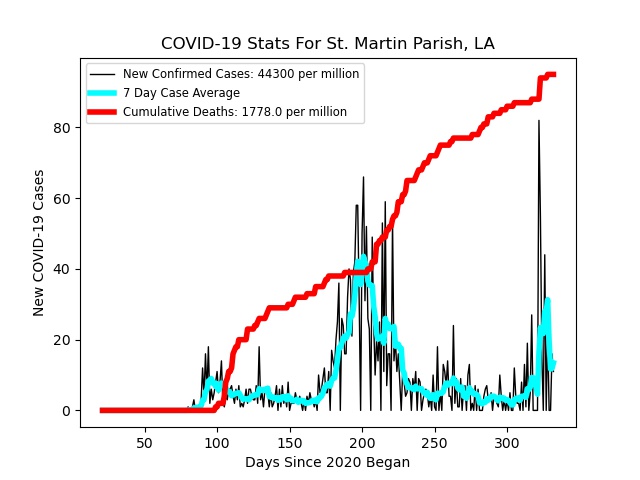 COVID-19 Stats For St. Martin Parish, LA
New Confirmed Cases: 44300 per million
7 Day Case Average
Cumulative Deaths: 1778.0 per million
New COVID-19 Cases
80
60
40
20
0
50 100 150 200 250 300
Days Since 2020 Began